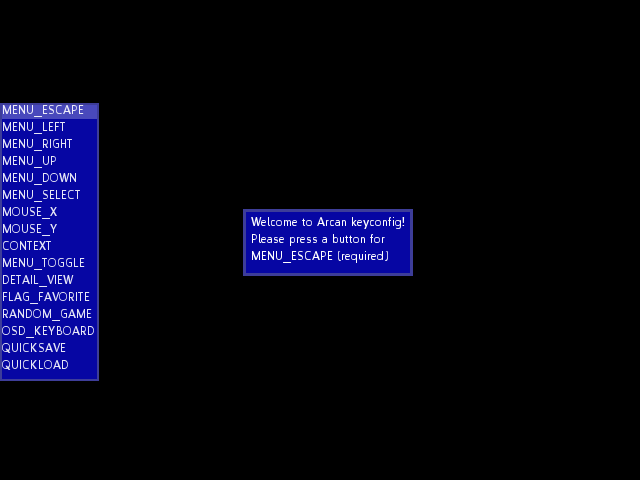 MENU_ESCAPE
MENU_LEFT
MENU_RIGHT
MENU_UP
MENU_DOWN
MENU_SELECT
MOUSE_X
MOUSE_Y
CONTEXT
MENU_TOGGLE
DETAIL_VIEW
FLAG_FAVORITE
RANDOM_GAME
OSD_KEYBOARD
QUICKSAVE
QUICKLOAD
Welcome to Arcan keyconfig!
Please press a button for
MENU_ESCAPE (required)